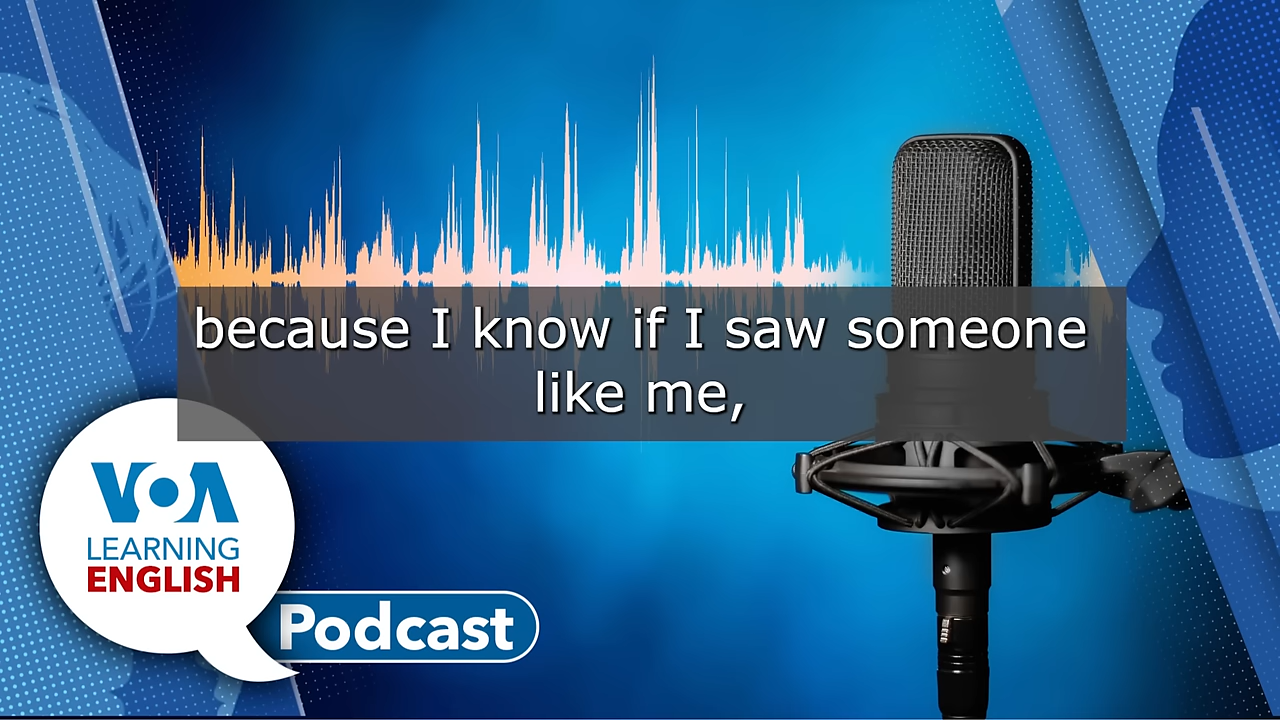 because I know if I saw someone
like me,
VOA
LEARNING
ENGLISH
Podcast